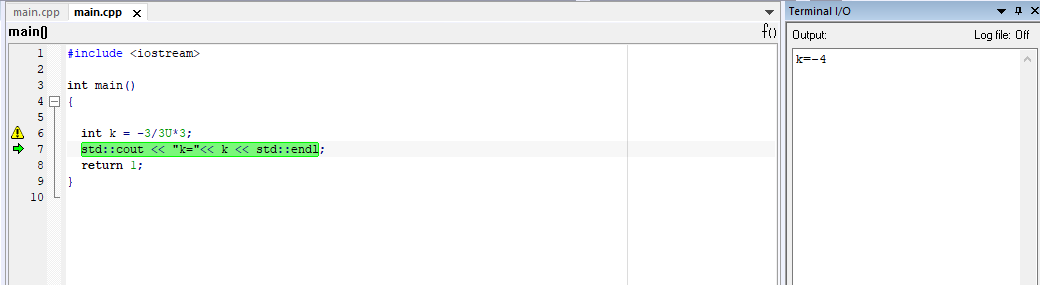 main.cpp main.cpp
main() f()
1 #include <iostream>
2
3 int main()
4 {
5
6 int k = -3/3U*3;
7 std::cout << "k="<< k << std::endl;
8 return 1;
9 }
10
Terminal I/O
Output: Log file: Off
k=-4